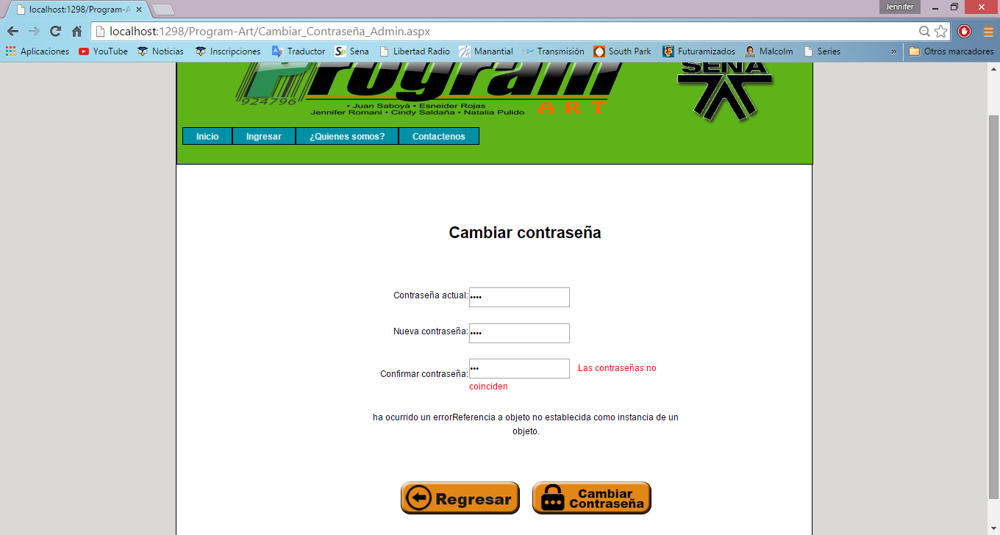 localhost:1298/Program-A
Jennifer
localhost:1298/Program-Art/Cambiar_Contraseña_Admin.aspx
Aplicaciones YouTube Noticias Inscripciones Traductor Sena Libertad Radio Manantial Transmisión South Park Futuramizados Malcolm Series » Otros marcadores
Program
SENA
924796
• Juan Saboyá • Esneider Rojas
Jennifer Romani • Cindy Saldaña • Natalia Pulido
ART
Inicio Ingresar ¿Quienes somos? Contactenos
Cambiar contraseña
Contraseña actual:
Nueva contraseña:
Confirmar contraseña: Las contraseñas no
coinciden
ha ocurrido un errorReferencia a objeto no establecida como instancia de un
objeto.
Regresar
Cambiar
Contraseña